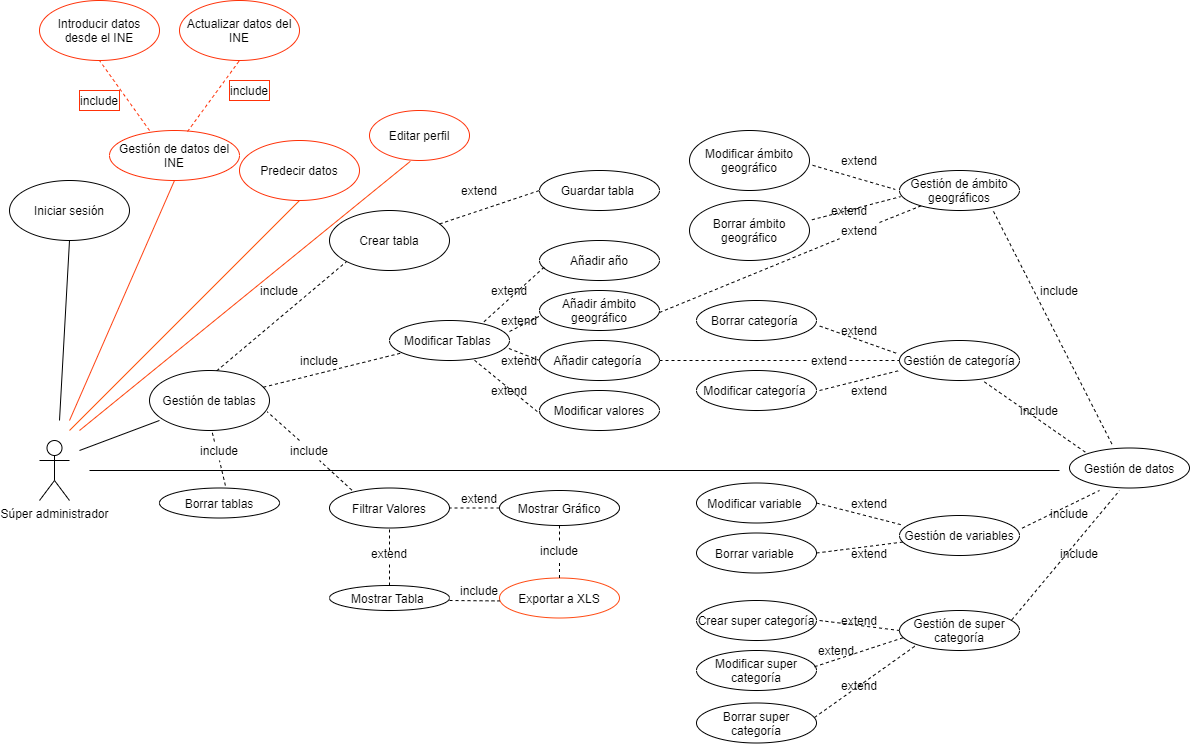 Introducir datos
desde el INE
Actualizar datos del
INE
include
include
Gestión de datos del
INE
Predecir datos
Editar perfil
Iniciar sesión
Crear tabla
extend
Guardar tabla
include
Modificar ámbito
geográfico
extend
Gestión de ámbito
geográficos
Borrar ámbito
geográfico
extend
extend
include
Añadir año
extend
Añadir ámbito
geográfico
extend
Modificar Tablas
include
Añadir categoría
extend
Modificar valores
extend
Borrar categoría
extend
extend
Gestión de categoría
Modificar categoría
extend
include
Gestión de tablas
include
include
Borrar tablas
Súper administrador
Gestión de datos
Filtrar Valores
extend
Mostrar Gráfico
extend
include
Mostrar Tabla
include
Exportar a XLS
Modificar variable
extend
Gestión de variables
Borrar variable
extend
include
include
Crear super categoría
extend
Gestión de super
categoría
Modificar super
categoría
extend
Borrar super
categoría
extend